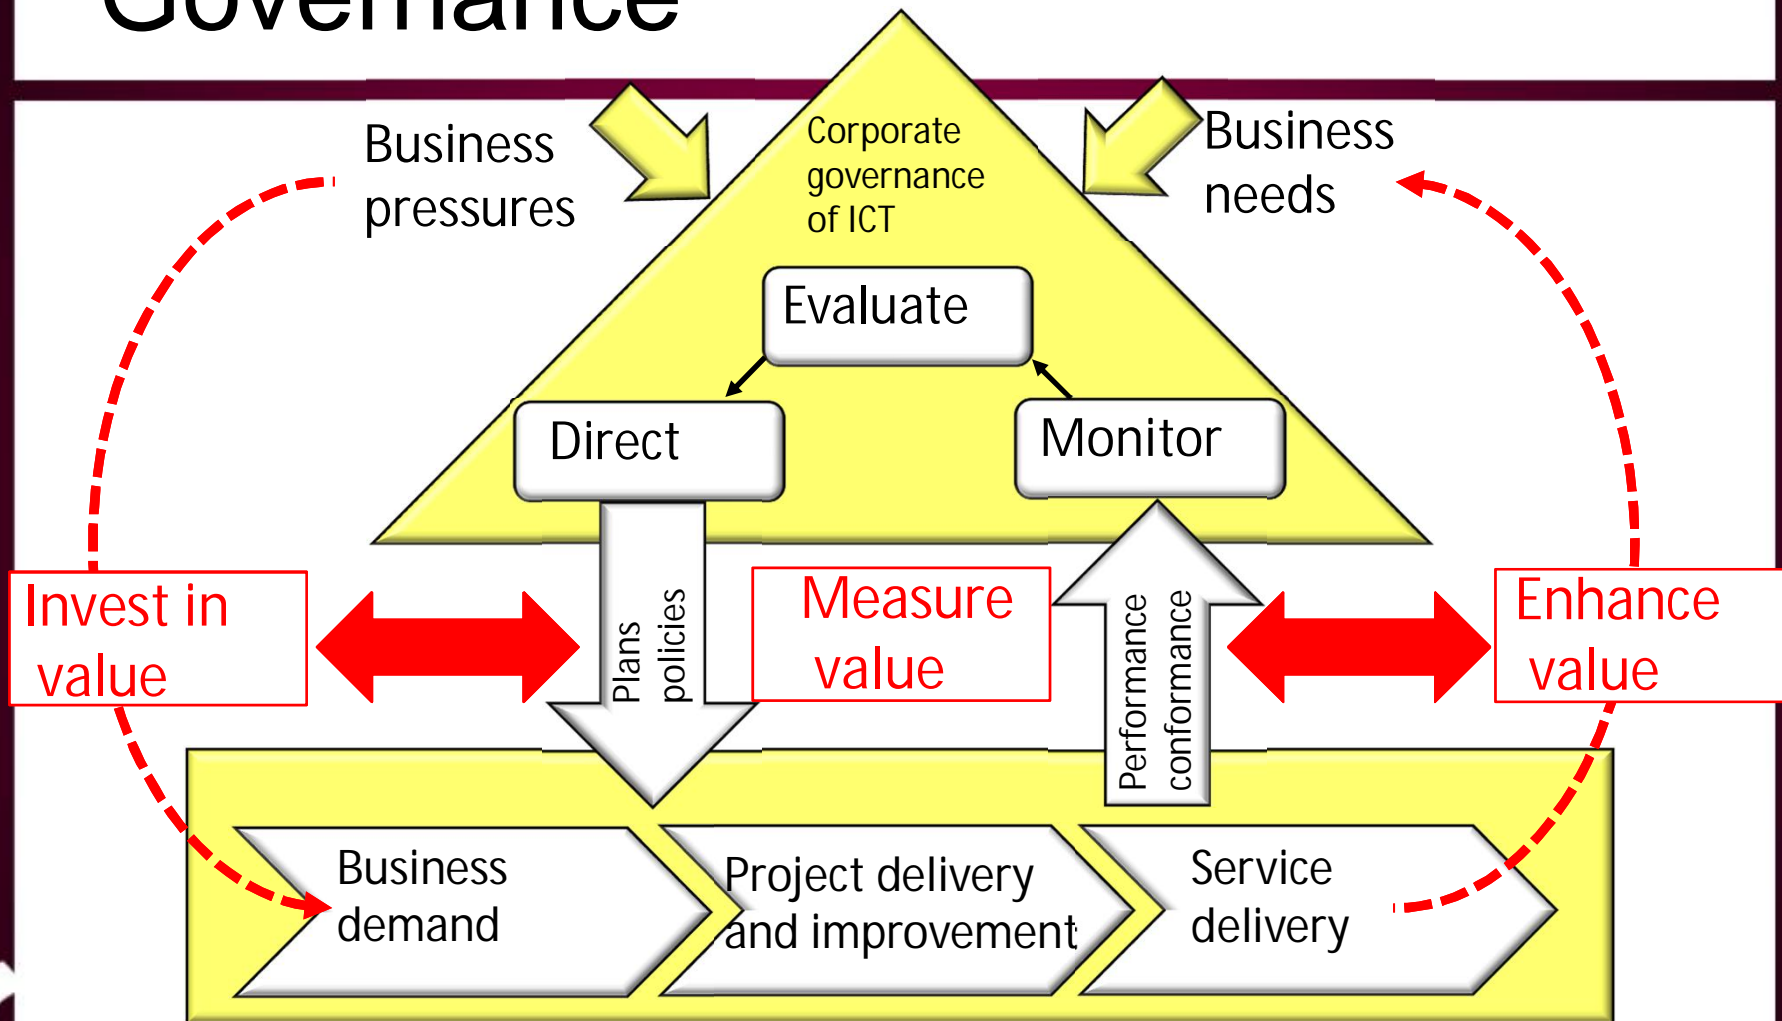 Governance
Business
pressures
Corporate
governance
of ICT
Business
needs
Evaluate
Direct
Monitor
Invest in
value
Plans
policies
Measure
value
Performance
conformance
Enhance
value
Business
demand
Project delivery
and improvement
Service
delivery